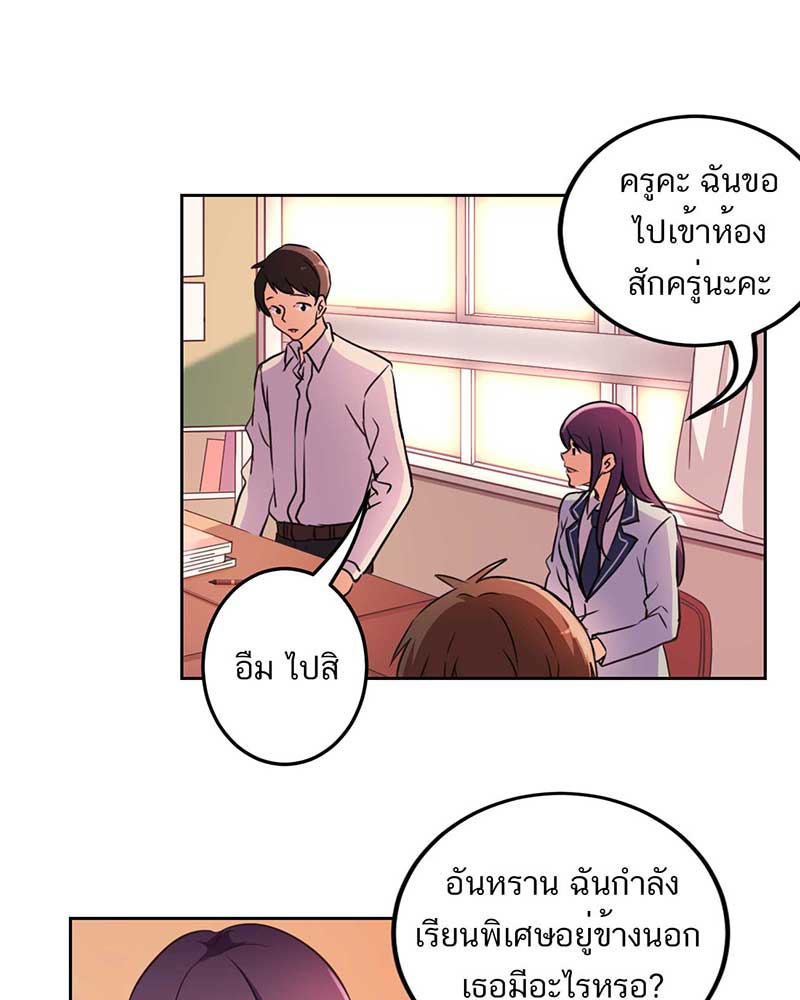 ครูคะ ฉันขอ
ไปเข้าห้อง
สักครู่นะคะ
อืม ไปสิ
อันหราน ฉันกำลัง
เรียนพิเศษอยู่ข้างนอก
เธอมีอะไรหรอ?